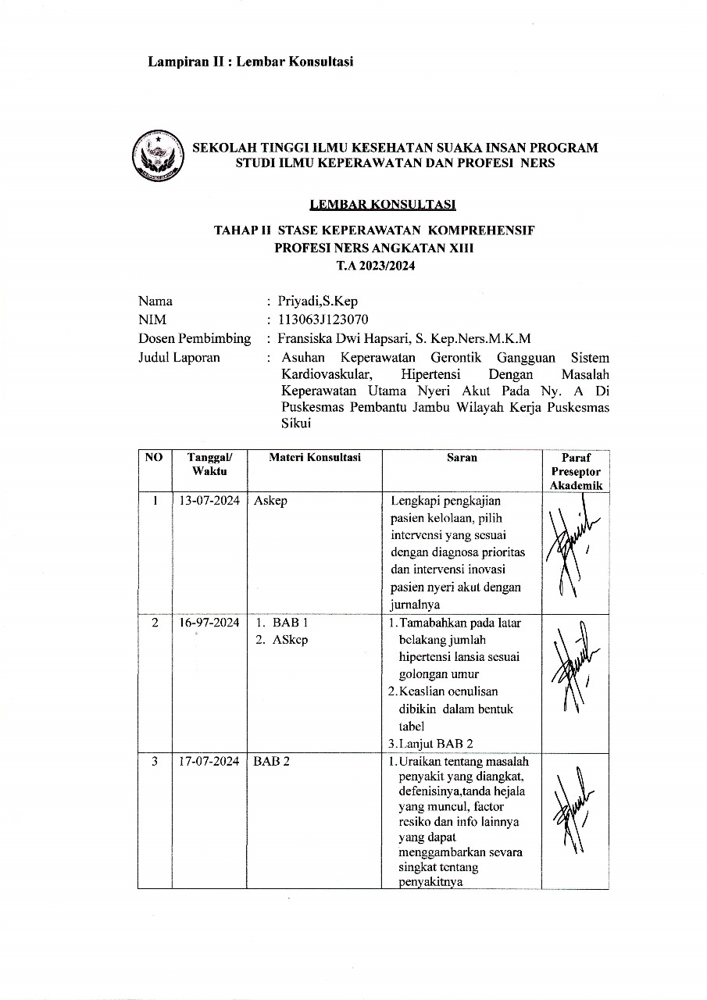 Lampiran II : Lembar Konsultasi
SEKOLAH TINGGI ILMU KESEHATAN SUAKA INSAN PROGRAM
STUDI ILMU KEPERAWATAN DAN PROFESI NERS
LEMBAR KONSULTASI
TAHAP II STASE KEPERAWATAN KOMPREHENSIF
PROFESI NERS ANGKATAN XIII
T.A 2023/2024
Nama : Priyadi,S.Kep
NIM : 113063J123070
Dosen Pembimbing : Fransiska Dwi Hapsari, S. Kep.Ners.M.K.M
Judul Laporan : Asuhan Keperawatan Gerontik Gangguan Sistem
Kardiovaskular, Hipertensi Dengan Masalah
Keperawatan Utama Nyeri Akut Pada Ny. A Di
Puskesmas Pembantu Jambu Wilayah Kerja Puskesmas
Sikui
NO Tanggal/ Materi Konsultasi Saran Paraf
Waktu Preseptor
Akademik
1 13-07-2024 Askep Lengkapi pengkajian
pasien kelolaan, pilih
intervensi yang sesuai
dengan diagnosa prioritas
dan intervensi inovasi
pasien nyeri akut dengan
jurnalnya
2 16-97-2024 1. BAB 1 1.Tamabahkan pada latar
2. ASkep belakang jumlah
hipertensi lansia sesuai
golongan umur
2.Keaslian oenulisan
dibikin dalam bentuk
tabel
3.Lanjut BAB 2
3 17-07-2024 BAB 2 1.Uraikan tentang masalah
penyakit yang diangkat,
defenisinya,tanda hejala
yang muncul, factor
resiko dan info lainnya
yang dapat
menggambarkan sevara
singkat tentang
penyakitnya